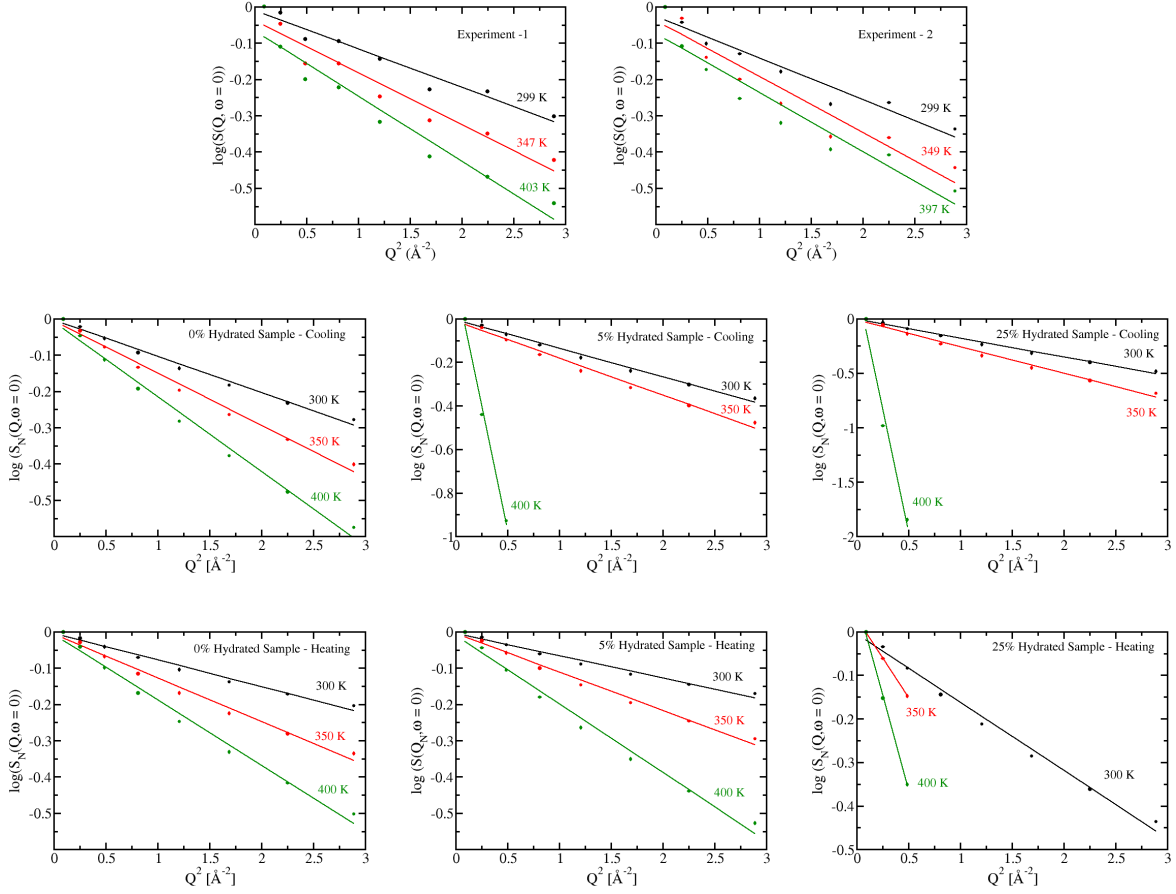 0
-0.1
-0.2
-0.3
-0.4
-0.5
log(S(Q, ω = 0))
Experiment -1
299 K
347 K
403 K
0 0.5 1 1.5 2 2.5 3
Q² (Å⁻²)
0
-0.1
-0.2
-0.3
-0.4
-0.5
log(S(Q, ω = 0))
Experiment - 2
299 K
349 K
397 K
0 0.5 1 1.5 2 2.5 3
Q² (Å⁻²)
0
-0.1
-0.2
-0.3
-0.4
-0.5
log (S_N(Q,ω = 0))
0% Hydrated Sample - Cooling
300 K
350 K
400 K
0 0.5 1 1.5 2 2.5 3
Q² [Å⁻²]
0
-0.2
-0.4
-0.6
-0.8
-1
log (S_N(Q,ω = 0))
5% Hydrated Sample - Cooling
300 K
350 K
400 K
0 0.5 1 1.5 2 2.5 3
Q² [Å⁻²]
0
-0.5
-1
-1.5
-2
log (S_N(Q,ω = 0))
25% Hydrated Sample - Cooling
300 K
350 K
400 K
0 0.5 1 1.5 2 2.5 3
Q² [Å⁻²]
0
-0.1
-0.2
-0.3
-0.4
-0.5
log(S_N(Q,ω = 0))
0% Hydrated Sample - Heating
300 K
350 K
400 K
0 0.5 1 1.5 2 2.5 3
Q² [Å⁻²]
0
-0.1
-0.2
-0.3
-0.4
-0.5
log (S(Q_N,ω = 0))
5% Hydrated Sample - Heating
300 K
350 K
400 K
0 0.5 1 1.5 2 2.5 3
Q² [Å⁻²]
0
-0.1
-0.2
-0.3
-0.4
-0.5
log (S_N(Q,ω = 0))
25% Hydrated Sample - Heating
350 K
400 K
300 K
0 0.5 1 1.5 2 2.5 3
Q² [Å⁻²]